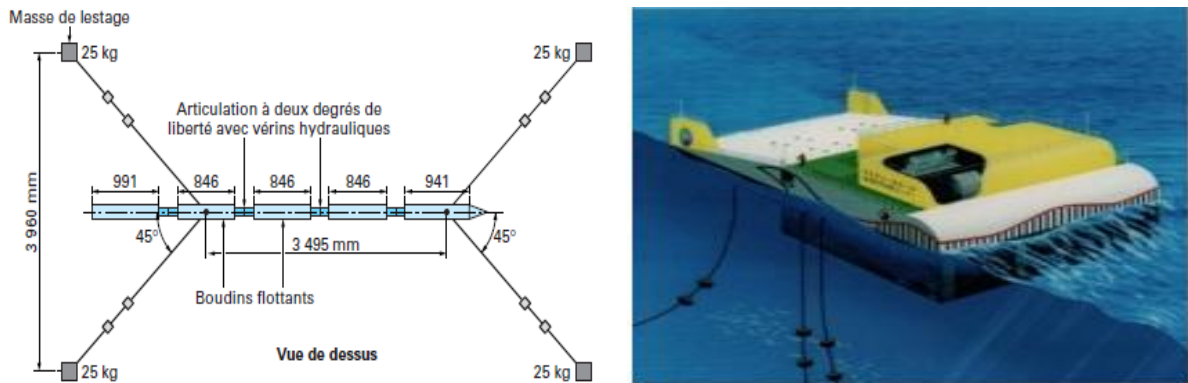 Masse de lestage
25 kg
25 kg
Articulation à deux degrés de
liberté avec vérins hydrauliques
991
846
846
846
941
3 960 mm
45°
3 495 mm
45°
Boudins flottants
Vue de dessus
25 kg
25 kg